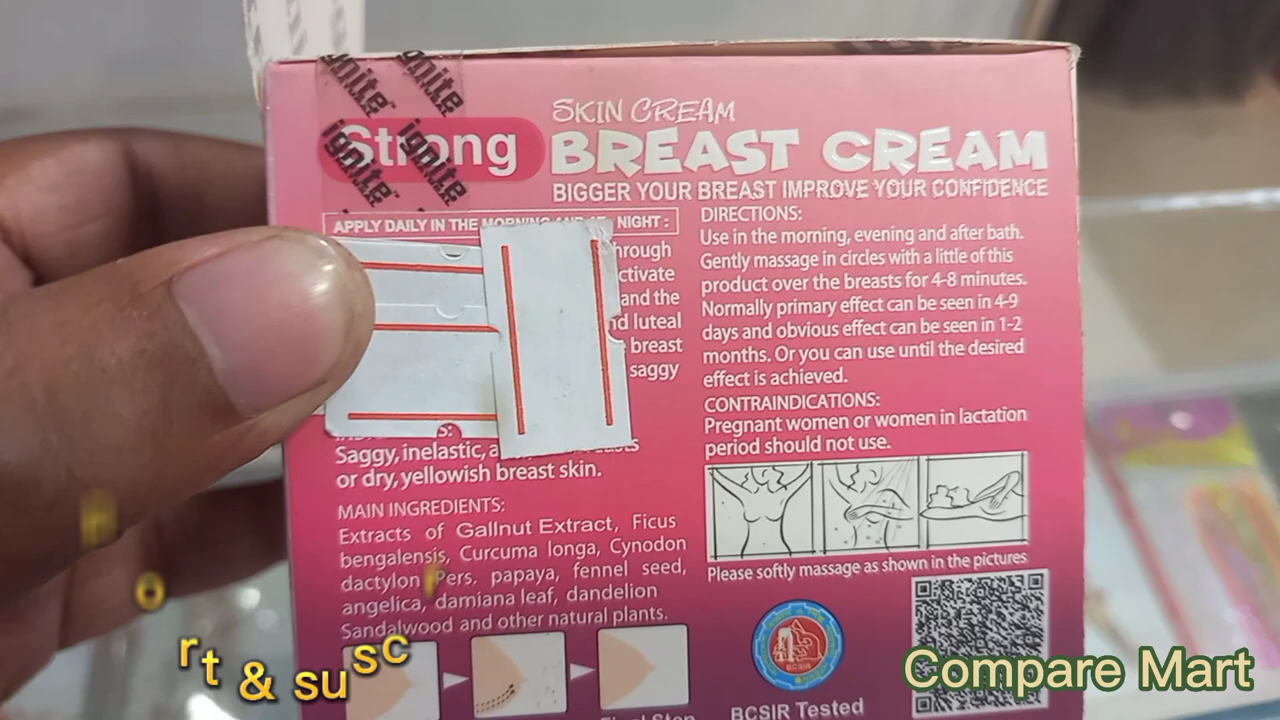 ignite
ignite
ignite
ignite
SKIN CREAM
Strong
BREAST CREAM
BIGGER YOUR BREAST IMPROVE YOUR CONFIDENCE
APPLY DAILY IN THE MORNING NIGHT :
and the
luteal
breast
saggy
Saggy, inelastic,
or dry, yellowish breast skin.
MAIN INGREDIENTS:
Extracts of Gallnut Extract, Ficus
bengalensis, Curcuma longa, Cynodon
dactylon Pers. papaya, fennel seed,
angelica, damiana leaf, dandelion
Sandalwood and other natural plants.
DIRECTIONS:
Use in the morning, evening and after bath.
Gently massage in circles with a little of this
product over the breasts for 4-8 minutes.
Normally primary effect can be seen in 4-9
days and obvious effect can be seen in 1-2
months. Or you can use until the desired
effect is achieved.
CONTRAINDICATIONS:
Pregnant women or women in lactation
period should not use.
Please softly massage as shown in the pictures
BCSIR
BCSIR Tested
rt & susc
Compare Mart